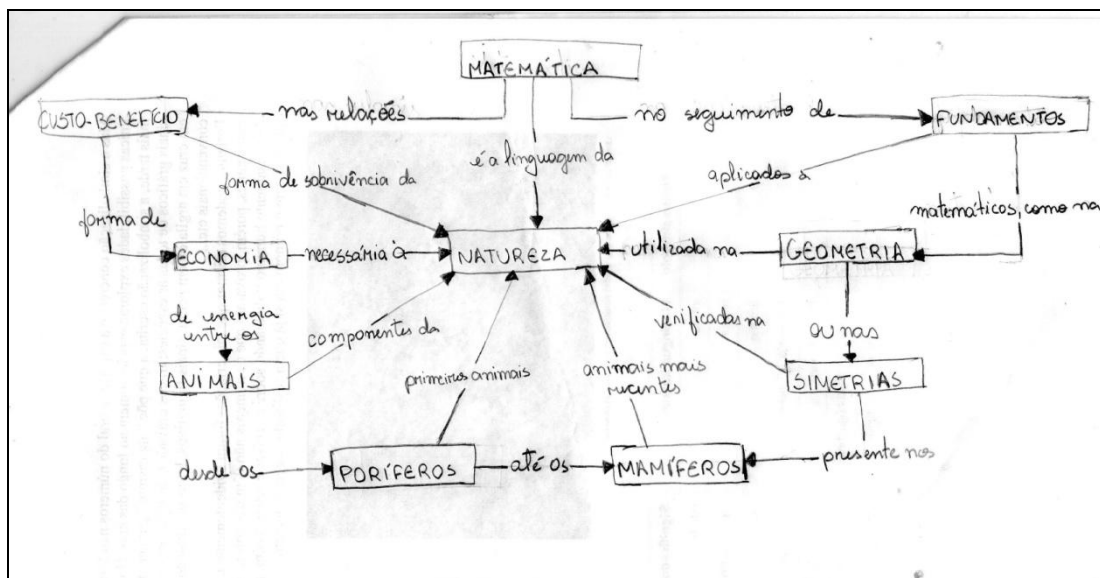 MATEMÁTICA
CUSTO-BENEFÍCIO
nas relações
no seguimento de
FUNDAMENTOS
é a linguagem da
forma de sobrivência da
aplicados à
forma de
matemáticos, como na
ECONOMIA
necessária à
NATUREZA
utilizada na
GEOMETRIA
de energia
entre os
componentes da
verificadas na
ou nas
ANIMAIS
primeiros animais
animais mais
recentes
SIMETRIAS
desde os
PORÍFEROS
até os
MAMÍFEROS
presente nos